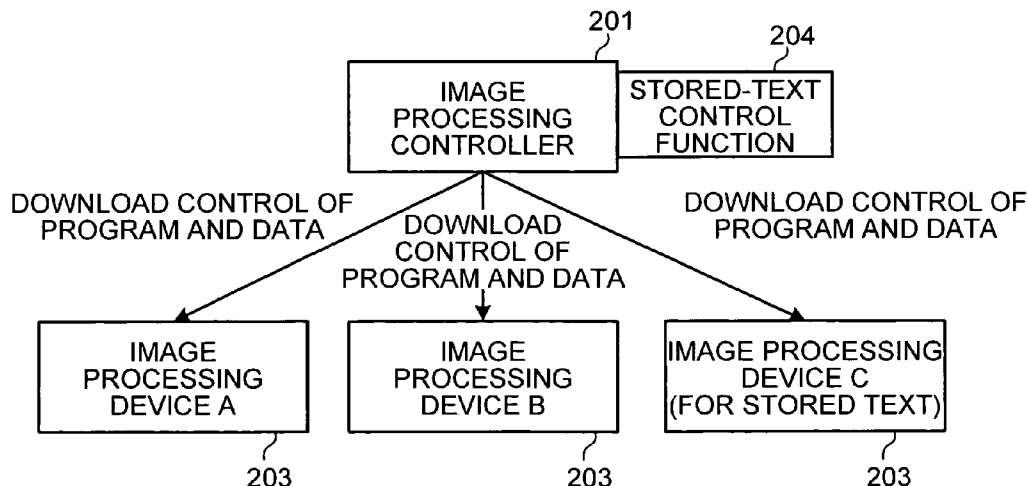 201
204
IMAGE
PROCESSING
CONTROLLER
STORED-TEXT
CONTROL
FUNCTION
DOWNLOAD CONTROL OF
PROGRAM AND DATA
DOWNLOAD
CONTROL OF
PROGRAM AND DATA
DOWNLOAD CONTROL OF
PROGRAM AND DATA
IMAGE
PROCESSING
DEVICE A
IMAGE
PROCESSING
DEVICE B
IMAGE PROCESSING
DEVICE C
(FOR STORED TEXT)
203
203
203